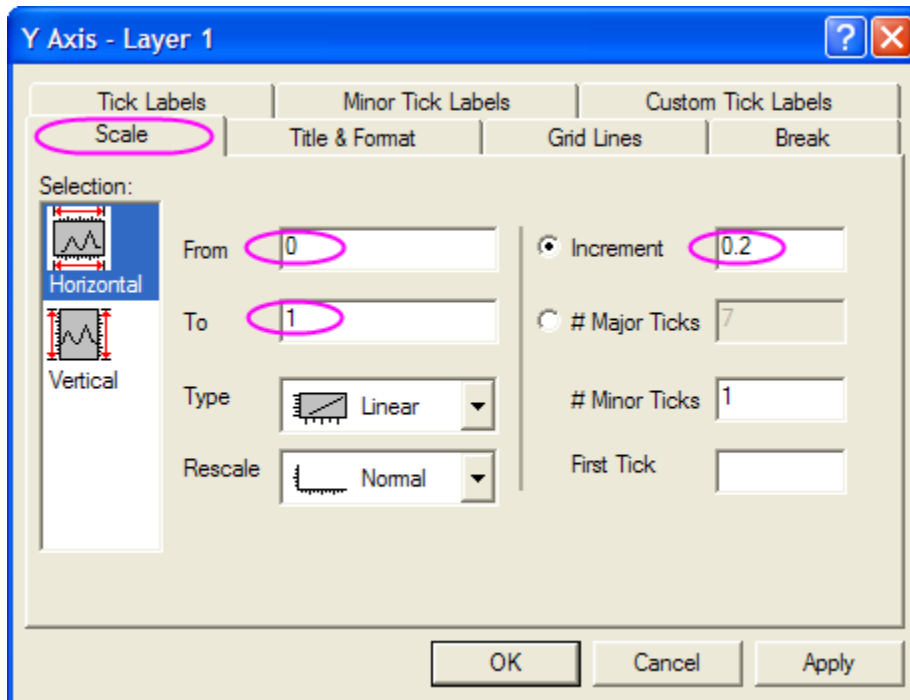 Y Axis - Layer 1
Tick Labels Minor Tick Labels Custom Tick Labels
Scale Title & Format Grid Lines Break
Selection:
Horizontal
Vertical
From 0
To 1
Type Linear
Rescale Normal
Increment 0.2
# Major Ticks 7
# Minor Ticks 1
First Tick
OK Cancel Apply